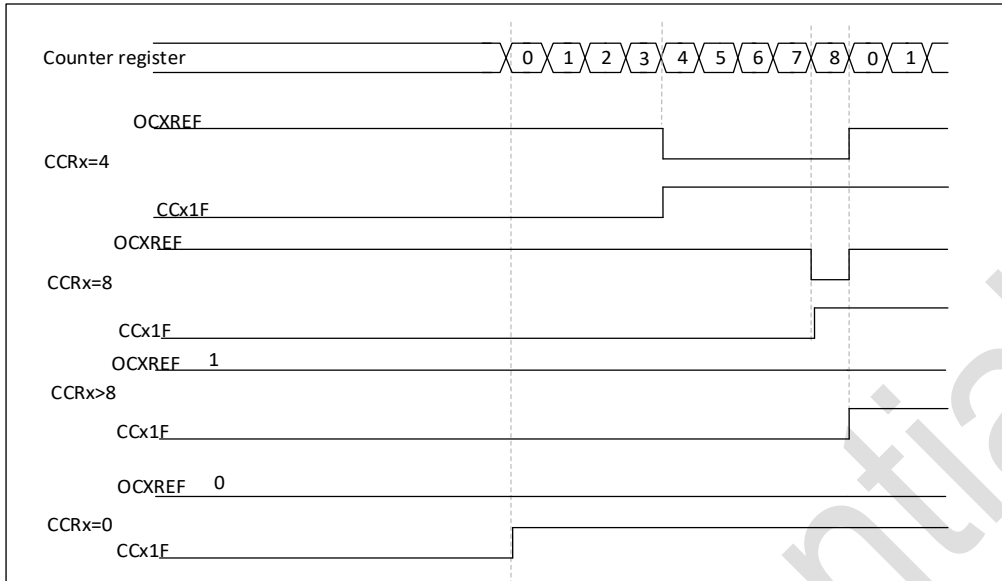 Counter register 0 1 2 3 4 5 6 7 8 0 1
OCXREF
CCRx=4
CCx1F
OCXREF
CCRx=8
CCx1F
OCXREF 1
CCRx>8
CCx1F
OCXREF 0
CCRx=0
CCx1F